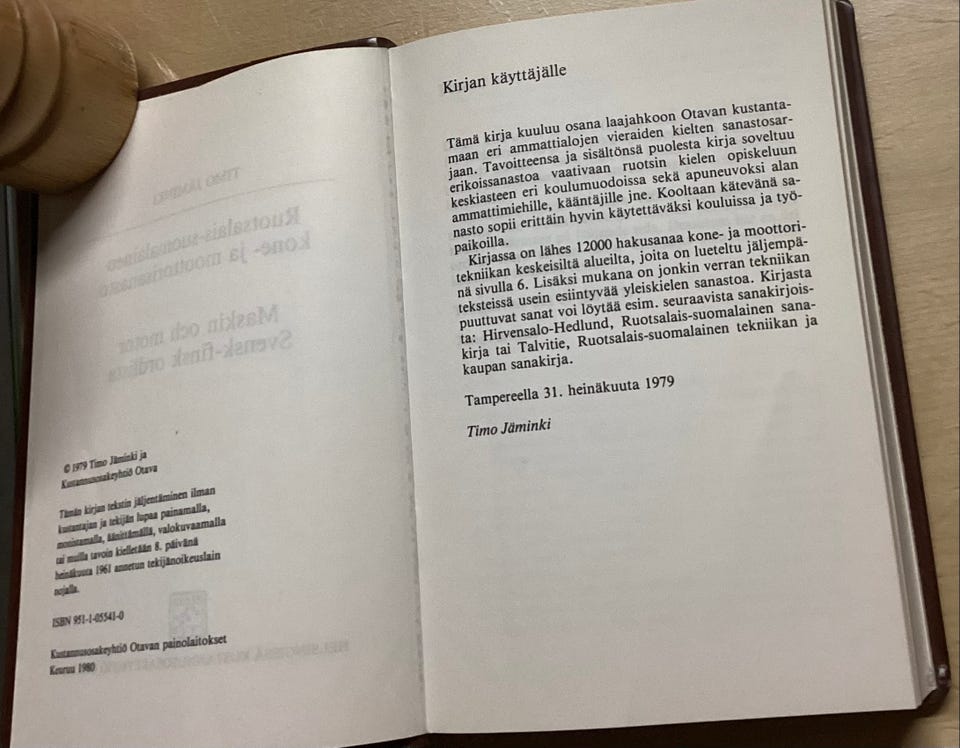 © 1979 Timo Jäminki ja
Kustannusosakeyhtiö Otava
Tämän kirjan tekstin jäljentäminen ilman
kustantajan ja tekijän lupaa painamalla,
monistamalla, äänittämällä, valokuvaamalla
tai muilla tavoin kielletään 8. päivänä
heinäkuuta 1961 annetun tekijänoikeuslain
nojalla.
ISBN 951-1-05541-0
Kustannusosakeyhtiö Otavan painolaitokset
Keuruu 1980
Kirjan käyttäjälle
Tämä kirja kuuluu osana laajahkoon Otavan kustanta-
maan eri ammattialojen vieraiden kielten sanastosar-
jaan. Tavoitteensa ja sisältönsä puolesta kirja soveltuu
erikoissanastoa vaativaan ruotsin kielen opiskeluun
keskiasteen eri koulumuodoissa sekä apuneuvoksi alan
ammattimiehille, kääntäjille jne. Kooltaan kätevänä sa-
nasto sopii erittäin hyvin käytettäväksi kouluissa ja työ-
paikoilla.
Kirjassa on lähes 12000 hakusanaa kone- ja moottori-
tekniikan keskeisiltä alueilta, joita on lueteltu jäljempä-
nä sivulla 6. Lisäksi mukana on jonkin verran tekniikan
teksteissä usein esiintyvää yleiskielen sanastoa. Kirjasta
puuttuvat sanat voi löytää esim. seuraavista sanakirjois-
ta: Hirvensalo-Hedlund, Ruotsalais-suomalainen sana-
kirja tai Talvitie, Ruotsalais-suomalainen tekniikan ja
kaupan sanakirja.
Tampereella 31. heinäkuuta 1979
Timo Jäminki